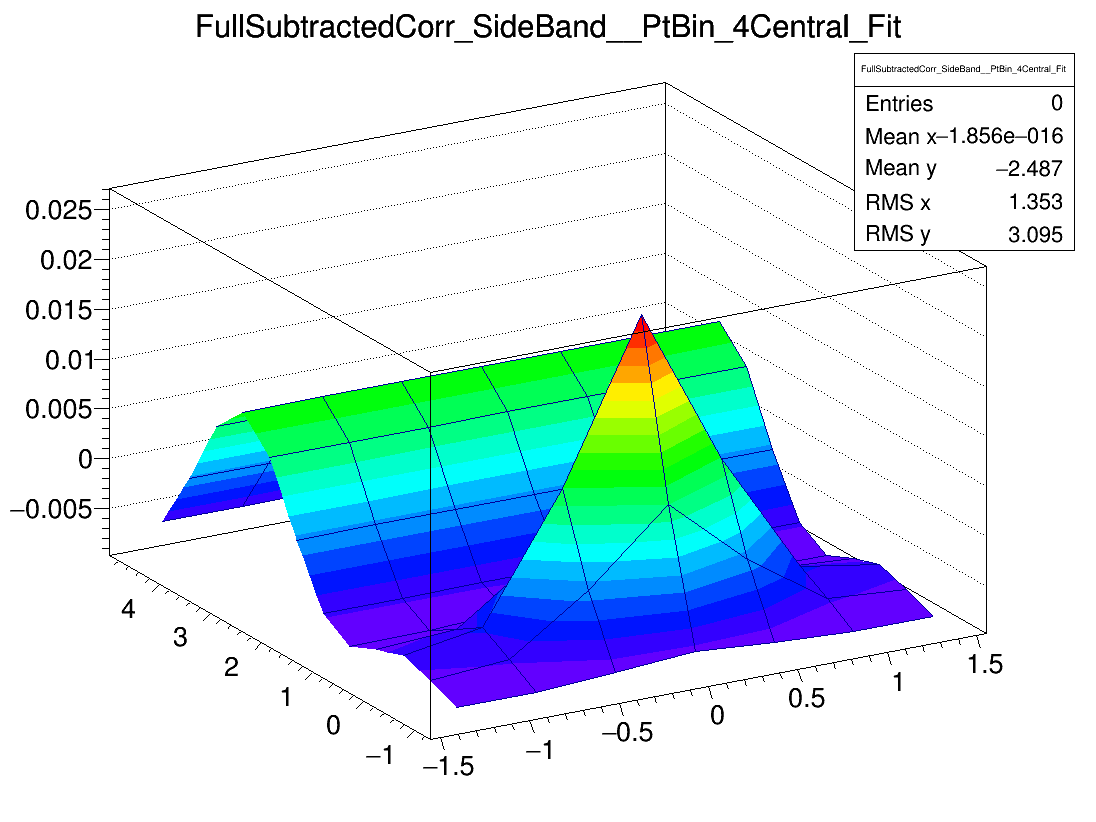 FullSubtractedCorr_SideBand__PtBin_4Central_Fit
FullSubtractedCorr_SideBand__PtBin_4Central_Fit
Entries 0
Mean x −1.856e−016
Mean y −2.487
RMS x 1.353
RMS y 3.095
0.025
0.02
0.015
0.01
0.005
0
−0.005
4
3
2
1
0
−1
−1.5
−1
−0.5
0
0.5
1
1.5